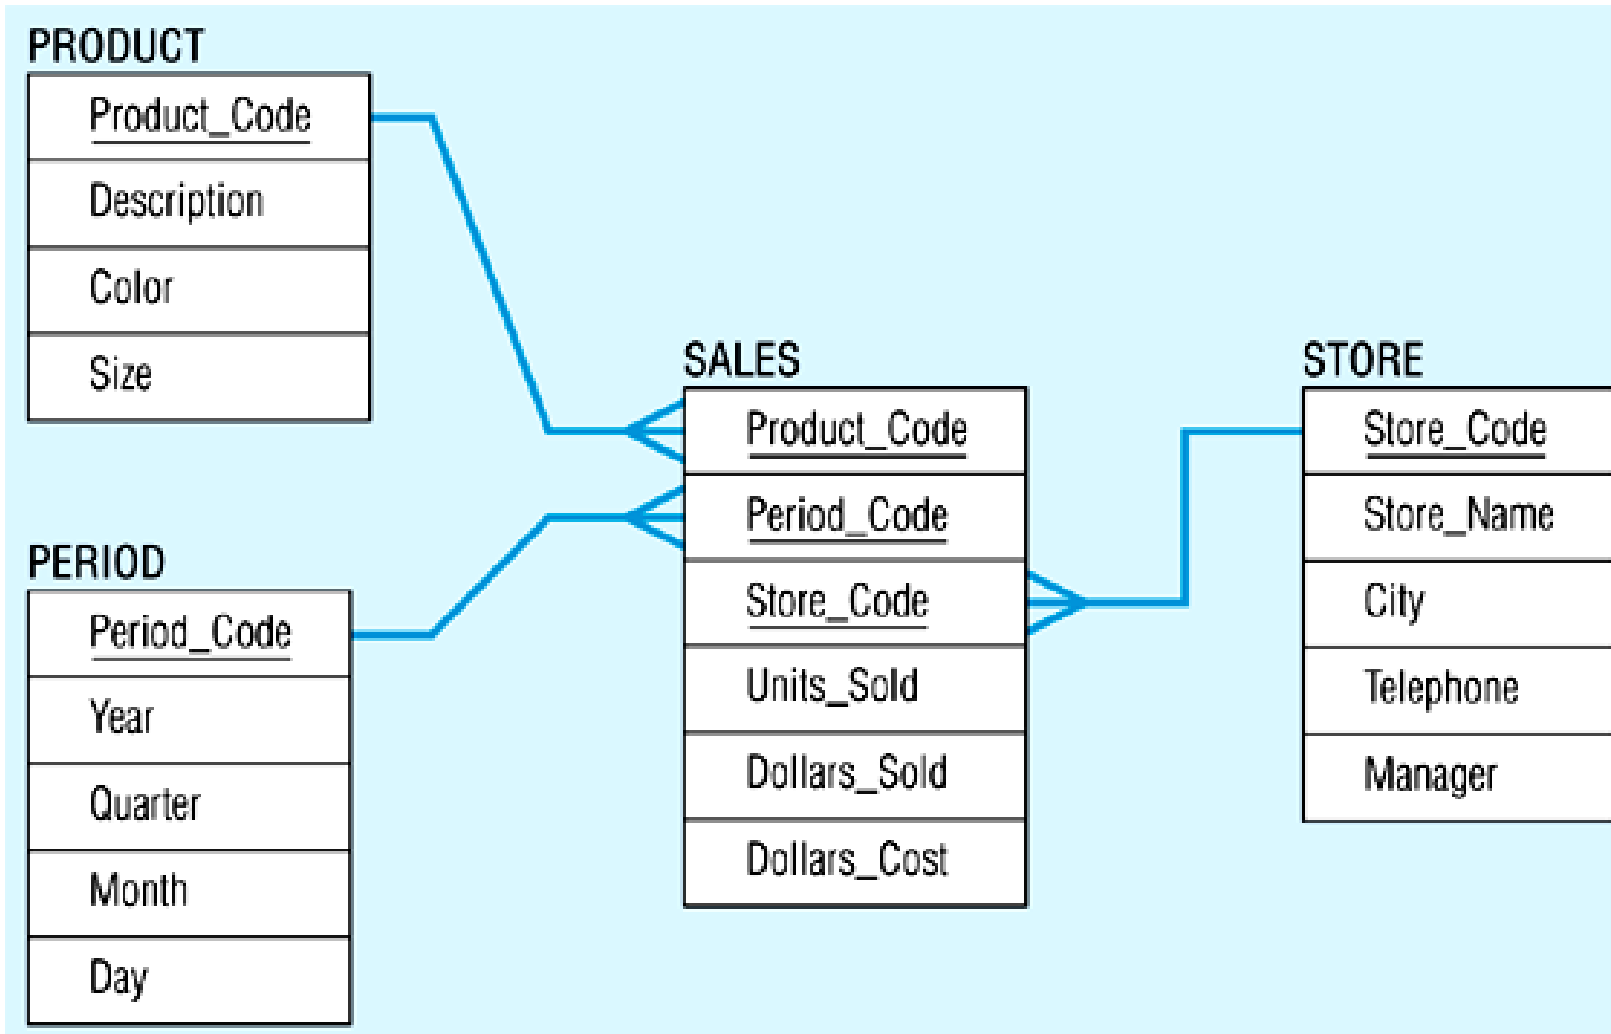 PRODUCT
Product_Code
Description
Color
Size
PERIOD
Period_Code
Year
Quarter
Month
Day
SALES
Product_Code
Period_Code
Store_Code
Units_Sold
Dollars_Sold
Dollars_Cost
STORE
Store_Code
Store_Name
City
Telephone
Manager